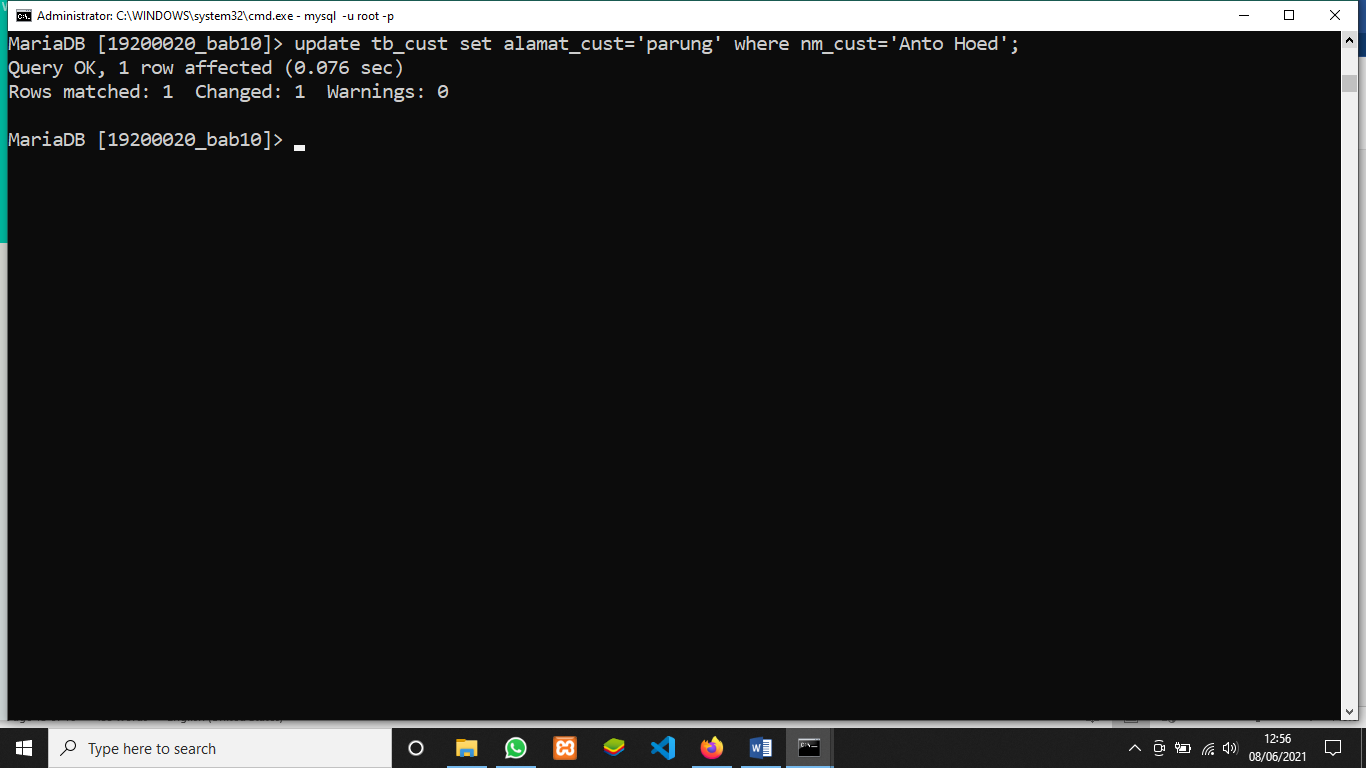 Administrator: C:\WINDOWS\system32\cmd.exe - mysql -u root -p
MariaDB [19200020_bab10]> update tb_cust set alamat_cust='parung' where nm_cust='Anto Hoed';
Query OK, 1 row affected (0.076 sec)
Rows matched: 1  Changed: 1  Warnings: 0
MariaDB [19200020_bab10]>
Type here to search
12:56
08/06/2021